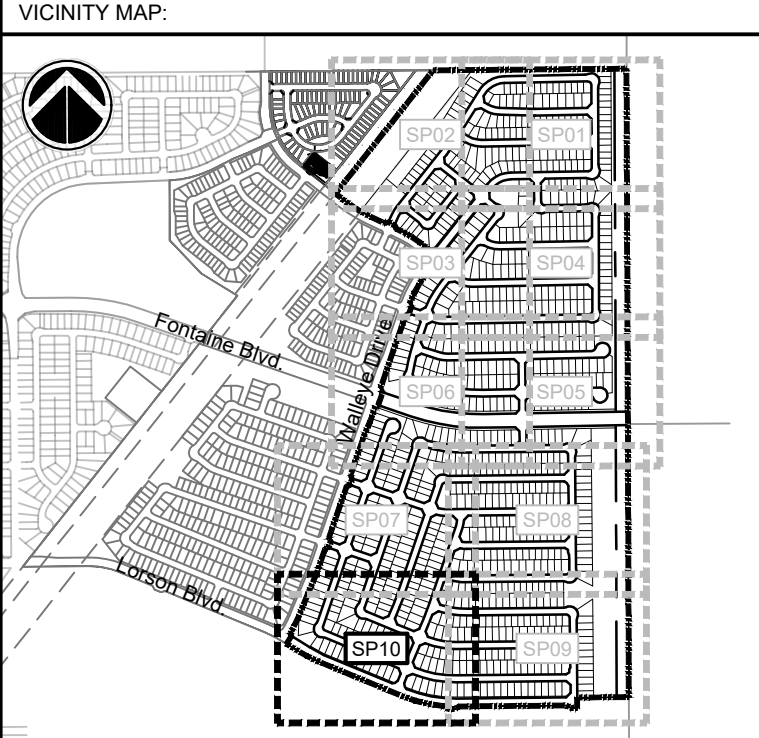 VICINITY MAP:
SP02
SP01
SP03
SP04
Fontaine Blvd.
Walleye Drive
SP06
SP05
SP07
SP08
Lorson Blvd
SP10
SP09